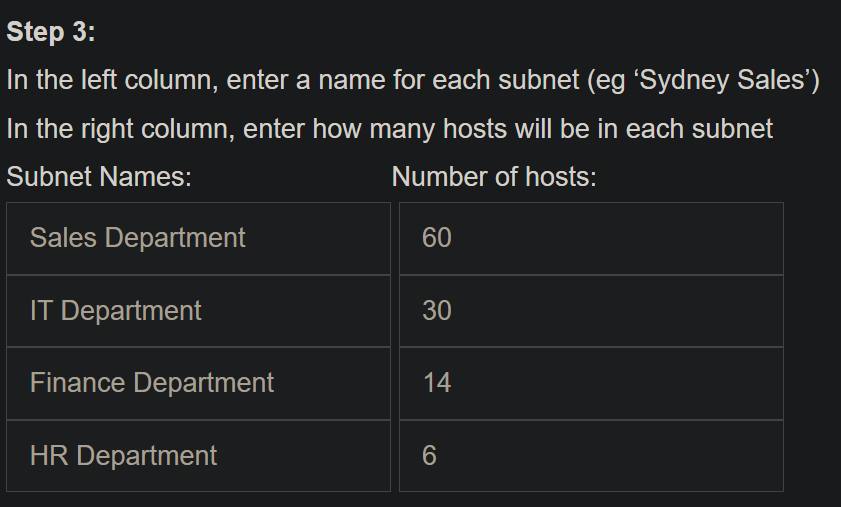 Step 3:
In the left column, enter a name for each subnet (eg ‘Sydney Sales’)
In the right column, enter how many hosts will be in each subnet
Subnet Names: Number of hosts:
Sales Department 60
IT Department 30
Finance Department 14
HR Department 6